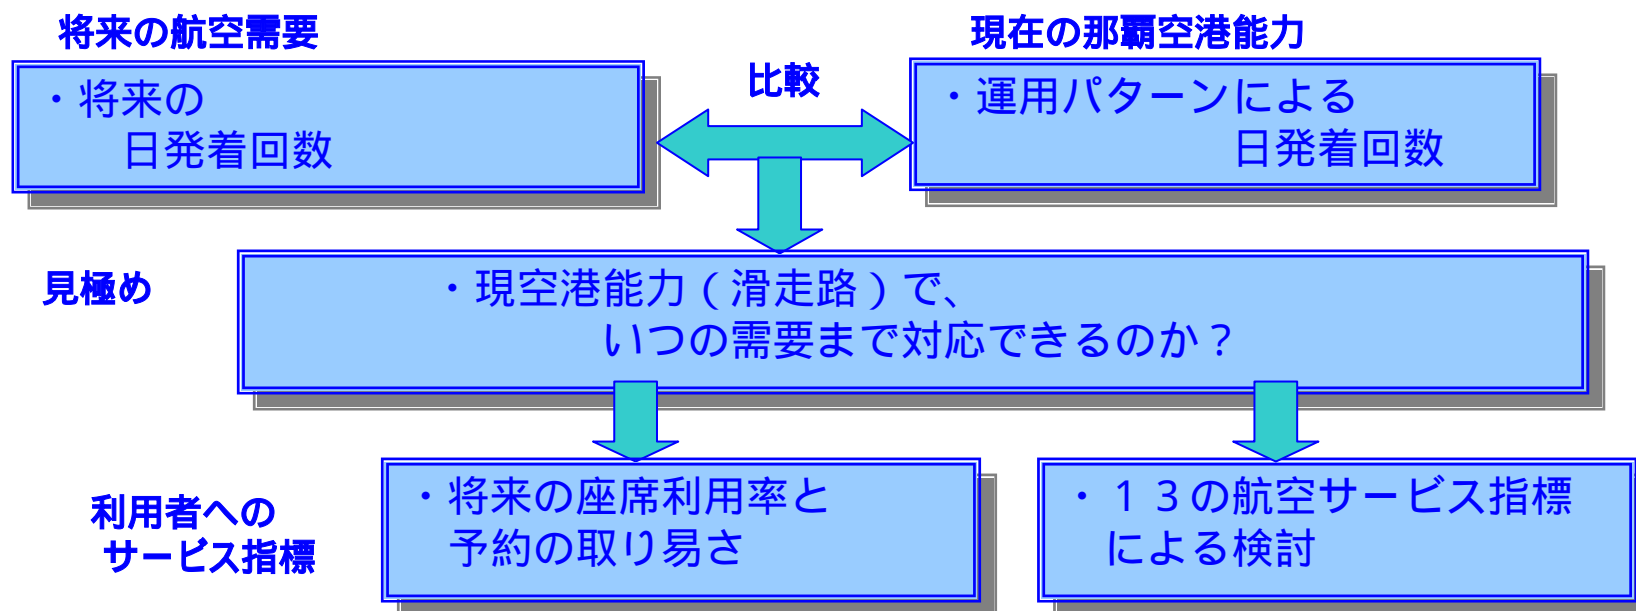 将来の航空需要
現在の那覇空港能力
比較
・将来の
日発着回数
・運用パターンによる
日発着回数
見極め
・現空港能力（滑走路）で、
いつの需要まで対応できるのか？
利用者への
サービス指標
・将来の座席利用率と
予約の取り易さ
・１３の航空サービス指標
による検討